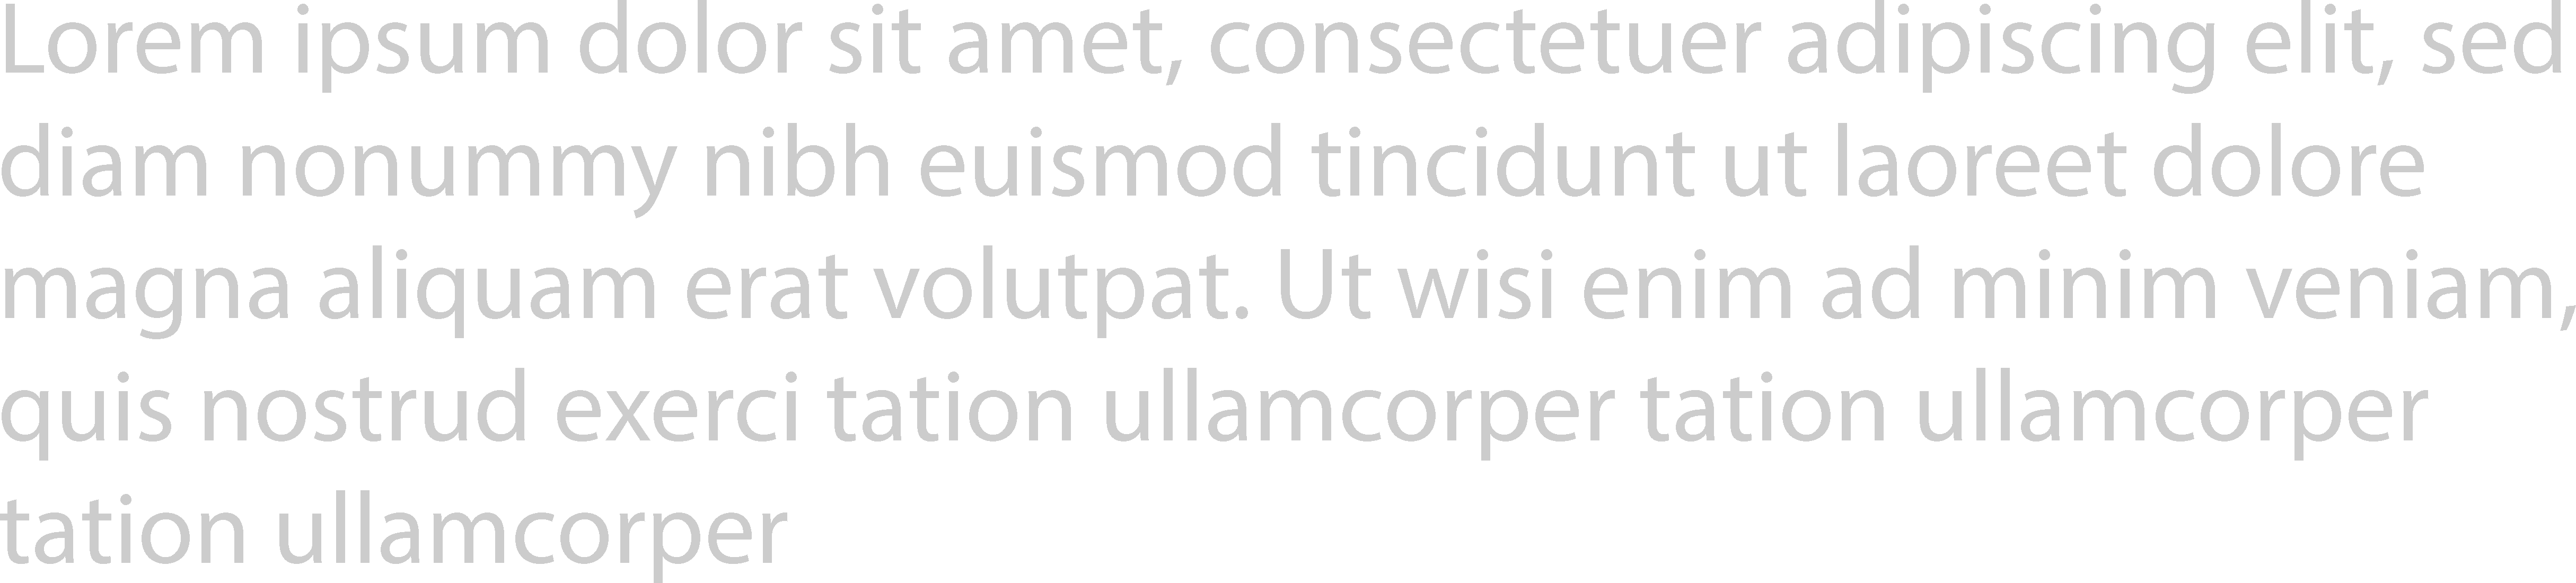 Lorem ipsum dolor sit amet, consectetuer adipiscing elit, sed
diam nonummy nibh euismod tincidunt ut laoreet dolore
magna aliquam erat volutpat. Ut wisi enim ad minim veniam,
quis nostrud exerci tation ullamcorper tation ullamcorper
tation ullamcorper